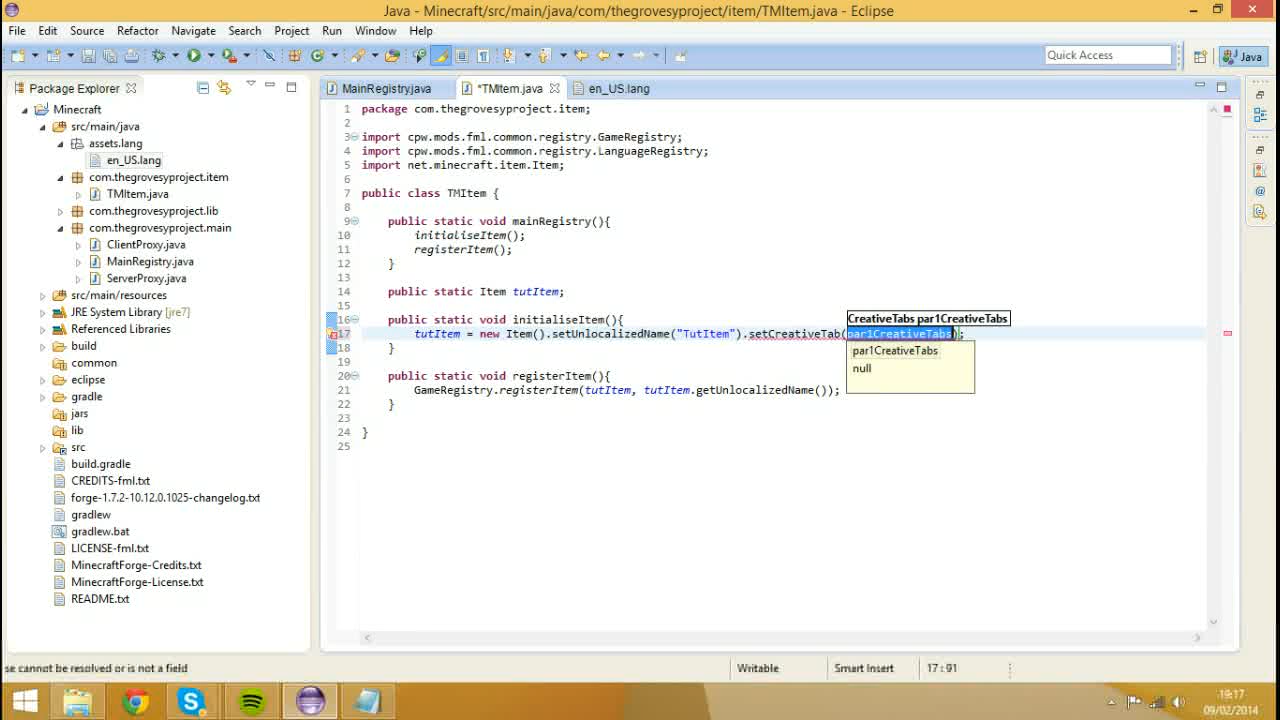 Java - Minecraft/src/main/java/com/thegrovesyproject/item/TMItem.java - Eclipse
File Edit Source Refactor Navigate Search Project Run Window Help
Quick Access
Java
Package Explorer
MainRegistry.java
*TMItem.java
en_US.lang
Minecraft
src/main/java
assets.lang
en_US.lang
com.thegrovesyproject.item
TMItem.java
com.thegrovesyproject.lib
com.thegrovesyproject.main
ClientProxy.java
MainRegistry.java
ServerProxy.java
src/main/resources
JRE System Library [jre7]
Referenced Libraries
build
common
eclipse
gradle
jars
lib
src
build.gradle
CREDITS-fml.txt
forge-1.7.2-10.12.0.1025-changelog.txt
gradlew
gradlew.bat
LICENSE-fml.txt
MinecraftForge-Credits.txt
MinecraftForge-License.txt
README.txt
1 package com.thegrovesyproject.item;
2
3 import cpw.mods.fml.common.registry.GameRegistry;
4 import cpw.mods.fml.common.registry.LanguageRegistry;
5 import net.minecraft.item.Item;
6
7 public class TMItem {
8
9 public static void mainRegistry(){
10 initialiseItem();
11 registerItem();
12 }
13
14 public static Item tutItem;
15
16 public static void initialiseItem(){
CreativeTabs par1CreativeTabs
17 tutItem = new Item().setUnlocalizedName("TutItem").setCreativeTab(par1CreativeTabs);
par1CreativeTabs
null
18 }
19
20 public static void registerItem(){
21 GameRegistry.registerItem(tutItem, tutItem.getUnlocalizedName());
22 }
23
24 }
25
se cannot be resolved or is not a field
Writable
Smart Insert
17 : 91
19:17
09/02/2014